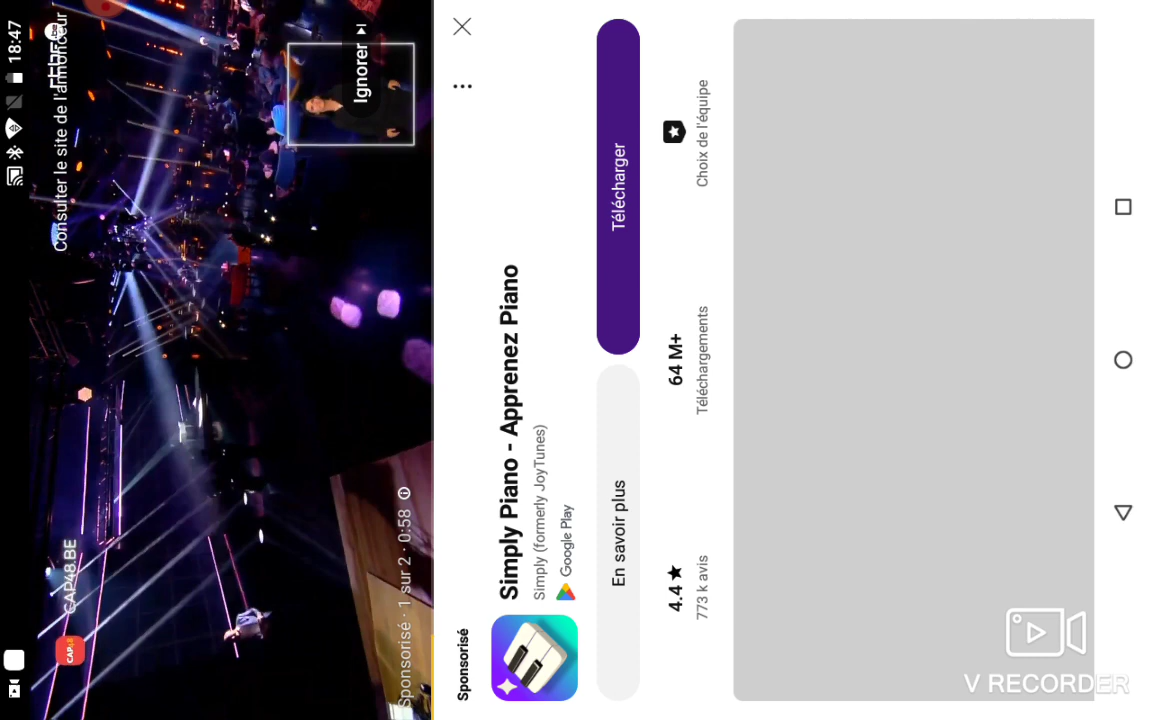 18:47
Consulter le site de l'annonceur
CAP48.BE
CAP48
Ignorer
Sponsorisé · 1 sur 2 · 0:58
Sponsorisé
Simply Piano - Apprenez Piano
Simply (formerly JoyTunes)
Google Play
En savoir plus
Télécharger
4.4 ★
773 k avis
64 M+
Téléchargements
Choix de l'équipe
V RECORDER